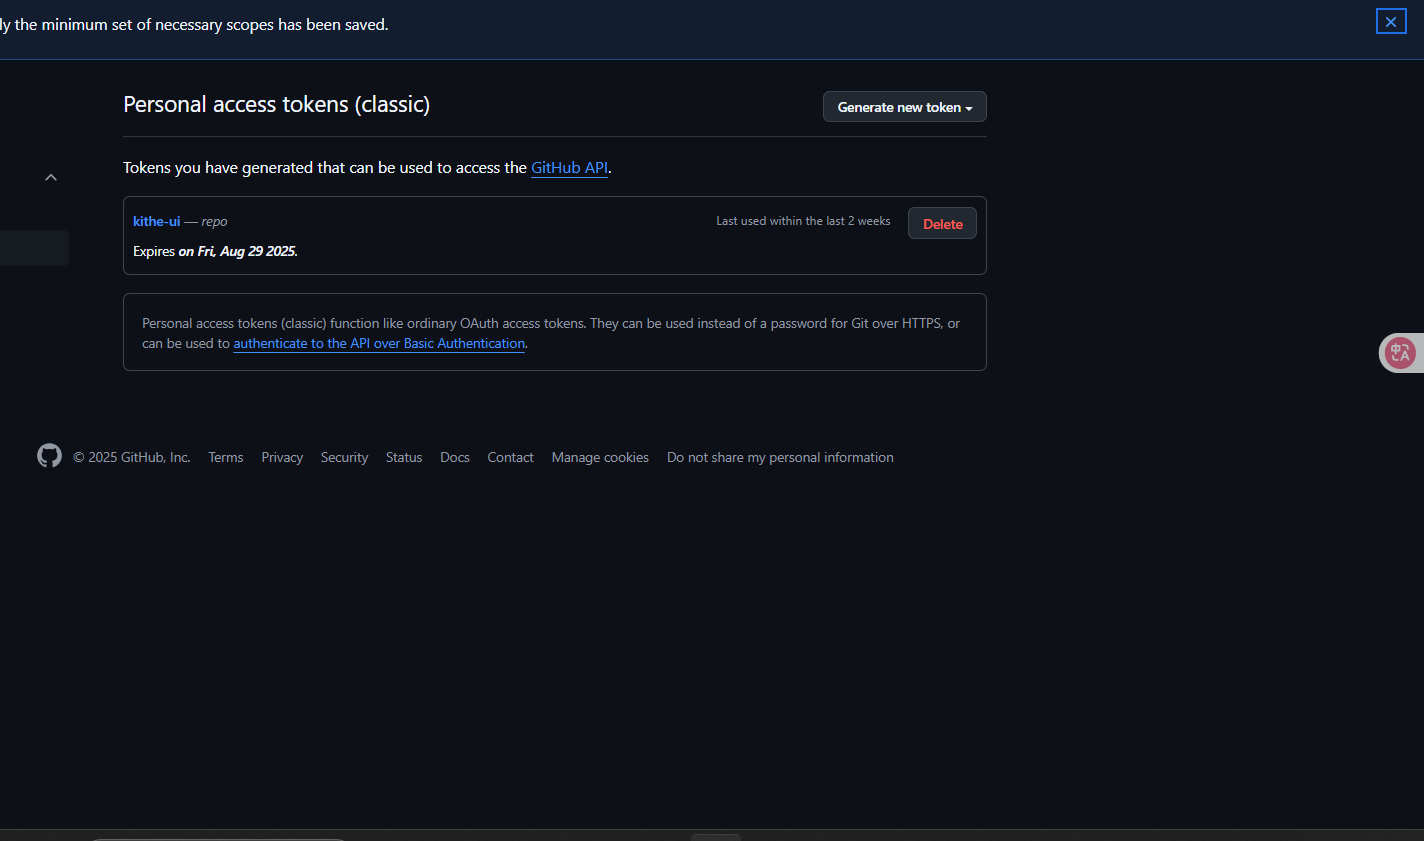 ly the minimum set of necessary scopes has been saved.
Personal access tokens (classic)
Generate new token
Tokens you have generated that can be used to access the GitHub API.
kithe-ui — repo
Last used within the last 2 weeks
Delete
Expires on Fri, Aug 29 2025.
Personal access tokens (classic) function like ordinary OAuth access tokens. They can be used instead of a password for Git over HTTPS, or
can be used to authenticate to the API over Basic Authentication.
中A
© 2025 GitHub, Inc. Terms Privacy Security Status Docs Contact Manage cookies Do not share my personal information